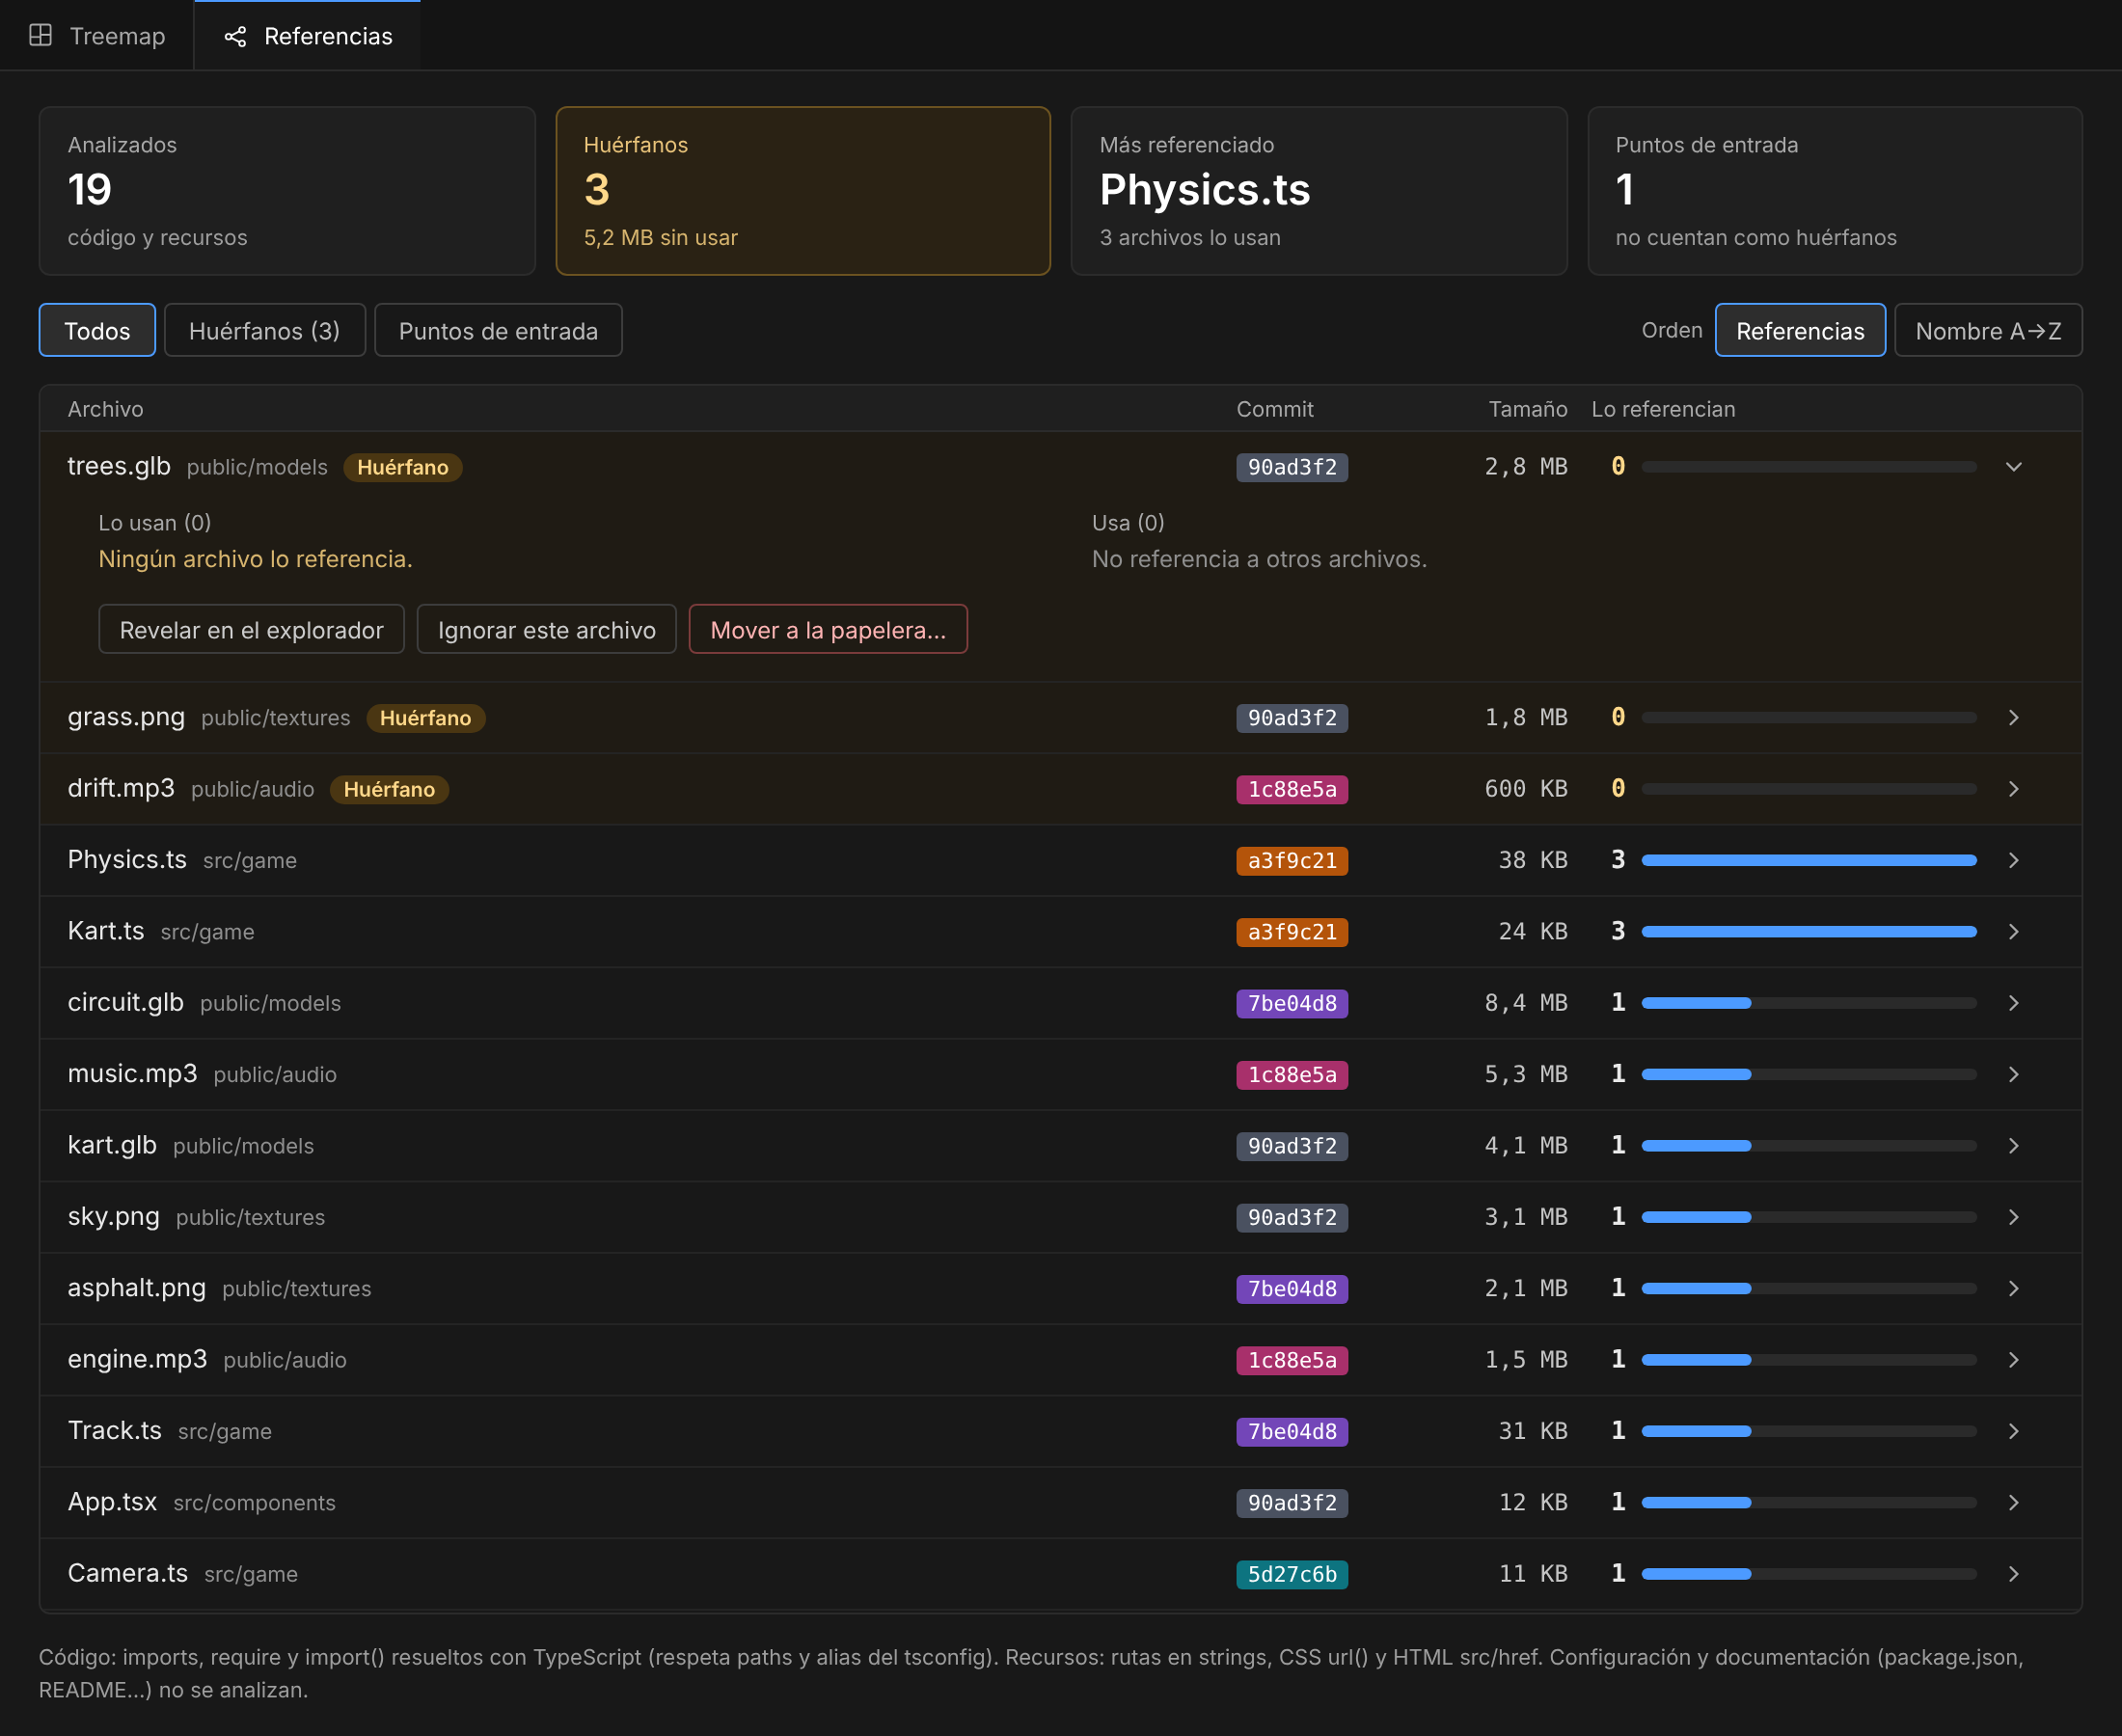 Treemap
Referencias
Analizados
19
código y recursos
Huérfanos
3
5,2 MB sin usar
Más referenciado
Physics.ts
3 archivos lo usan
Puntos de entrada
1
no cuentan como huérfanos
Todos
Huérfanos (3)
Puntos de entrada
Orden
Referencias
Nombre A→Z
Archivo Commit Tamaño Lo referencian
trees.glb public/models Huérfano 90ad3f2 2,8 MB 0
Lo usan (0)
Ningún archivo lo referencia.
Usa (0)
No referencia a otros archivos.
Revelar en el explorador
Ignorar este archivo
Mover a la papelera...
grass.png public/textures Huérfano 90ad3f2 1,8 MB 0
drift.mp3 public/audio Huérfano 1c88e5a 600 KB 0
Physics.ts src/game a3f9c21 38 KB 3
Kart.ts src/game a3f9c21 24 KB 3
circuit.glb public/models 7be04d8 8,4 MB 1
music.mp3 public/audio 1c88e5a 5,3 MB 1
kart.glb public/models 90ad3f2 4,1 MB 1
sky.png public/textures 90ad3f2 3,1 MB 1
asphalt.png public/textures 7be04d8 2,1 MB 1
engine.mp3 public/audio 1c88e5a 1,5 MB 1
Track.ts src/game 7be04d8 31 KB 1
App.tsx src/components 90ad3f2 12 KB 1
Camera.ts src/game 5d27c6b 11 KB 1
Código: imports, require y import() resueltos con TypeScript (respeta paths y alias del tsconfig). Recursos: rutas en strings, CSS url() y HTML src/href. Configuración y documentación (package.json,
README...) no se analizan.